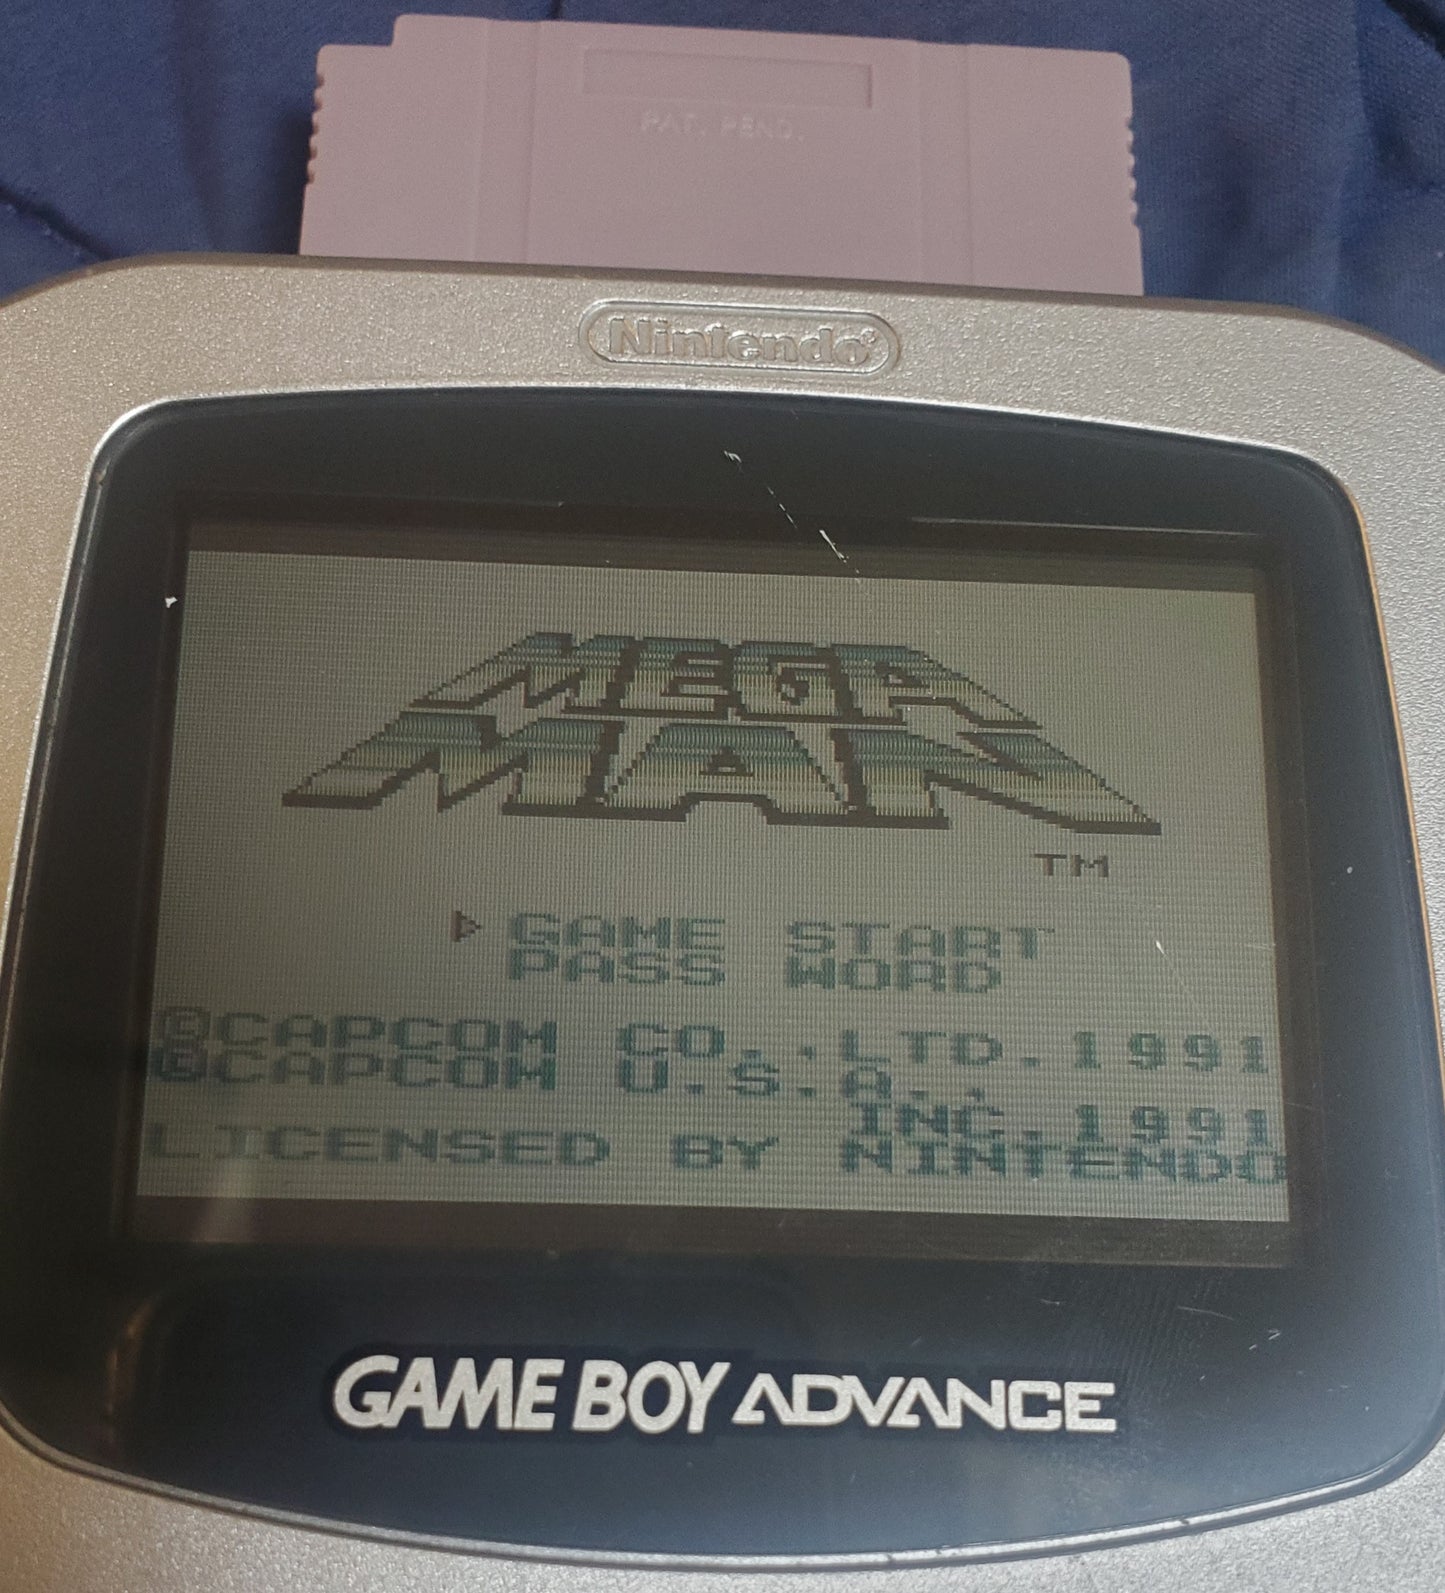 PAT. PEND.
Nintendo®
MEGA
MAN
TM
GAME START
PASS WORD
©CAPCOM CO.,LTD.1991
©CAPCOM U.S.A.,
INC.1991
LICENSED BY NINTENDO
GAME BOY ADVANCE